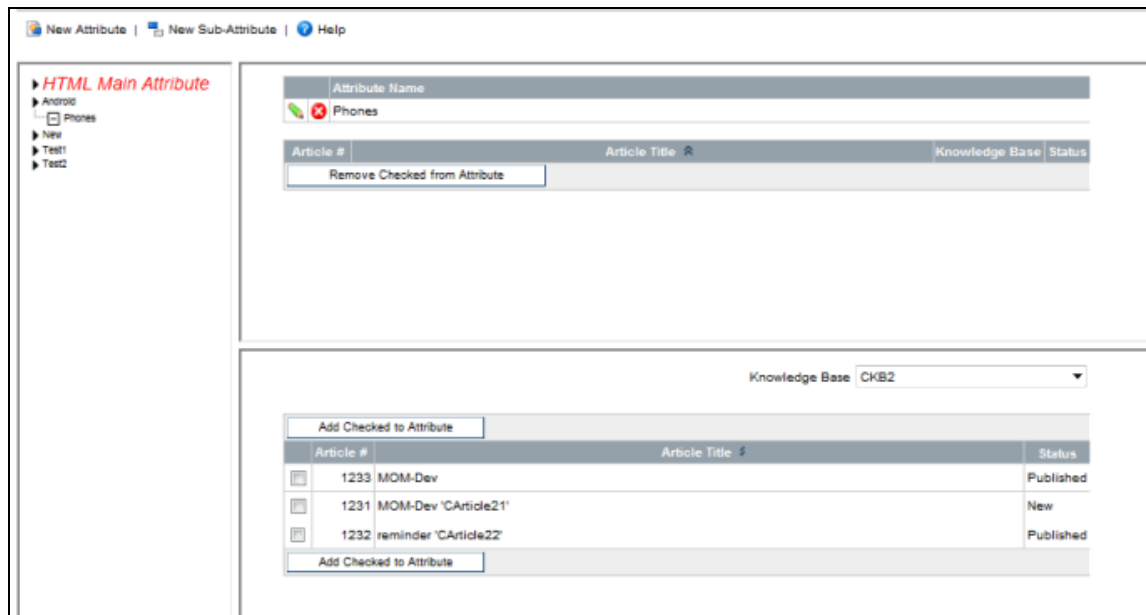 New Attribute | New Sub-Attribute | Help
HTML Main Attribute
Android
Phones
New
Test1
Test2
Attribute Name
Phones
Article # Article Title Knowledge Base Status
Remove Checked from Attribute
Knowledge Base CKB2
Add Checked to Attribute
Article # Article Title Status
1233 MOM-Dev Published
1231 MOM-Dev 'CArticle21' New
1232 reminder 'CArticle22' Published
Add Checked to Attribute